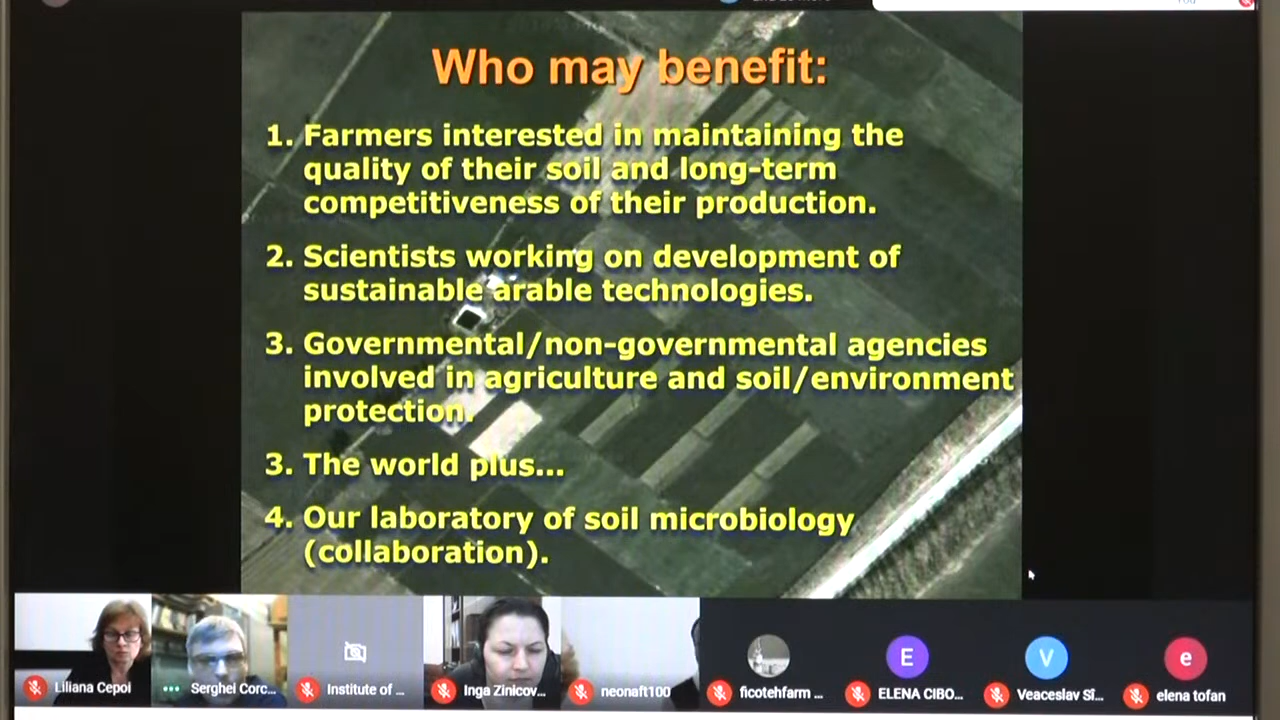 You
Who may benefit:
1. Farmers interested in maintaining the
quality of their soil and long-term
competitiveness of their production.
2. Scientists working on development of
sustainable arable technologies.
3. Governmental/non-governmental agencies
involved in agriculture and soil/environment
protection.
3. The world plus...
4. Our laboratory of soil microbiology
(collaboration).
E
V
e
Liliana Cepoi
Serghei Corc...
Institute of ...
Inga Zinicov...
neonaft100
ficotehfarm ...
ELENA CIBO...
Veaceslav Sî...
elena tofan